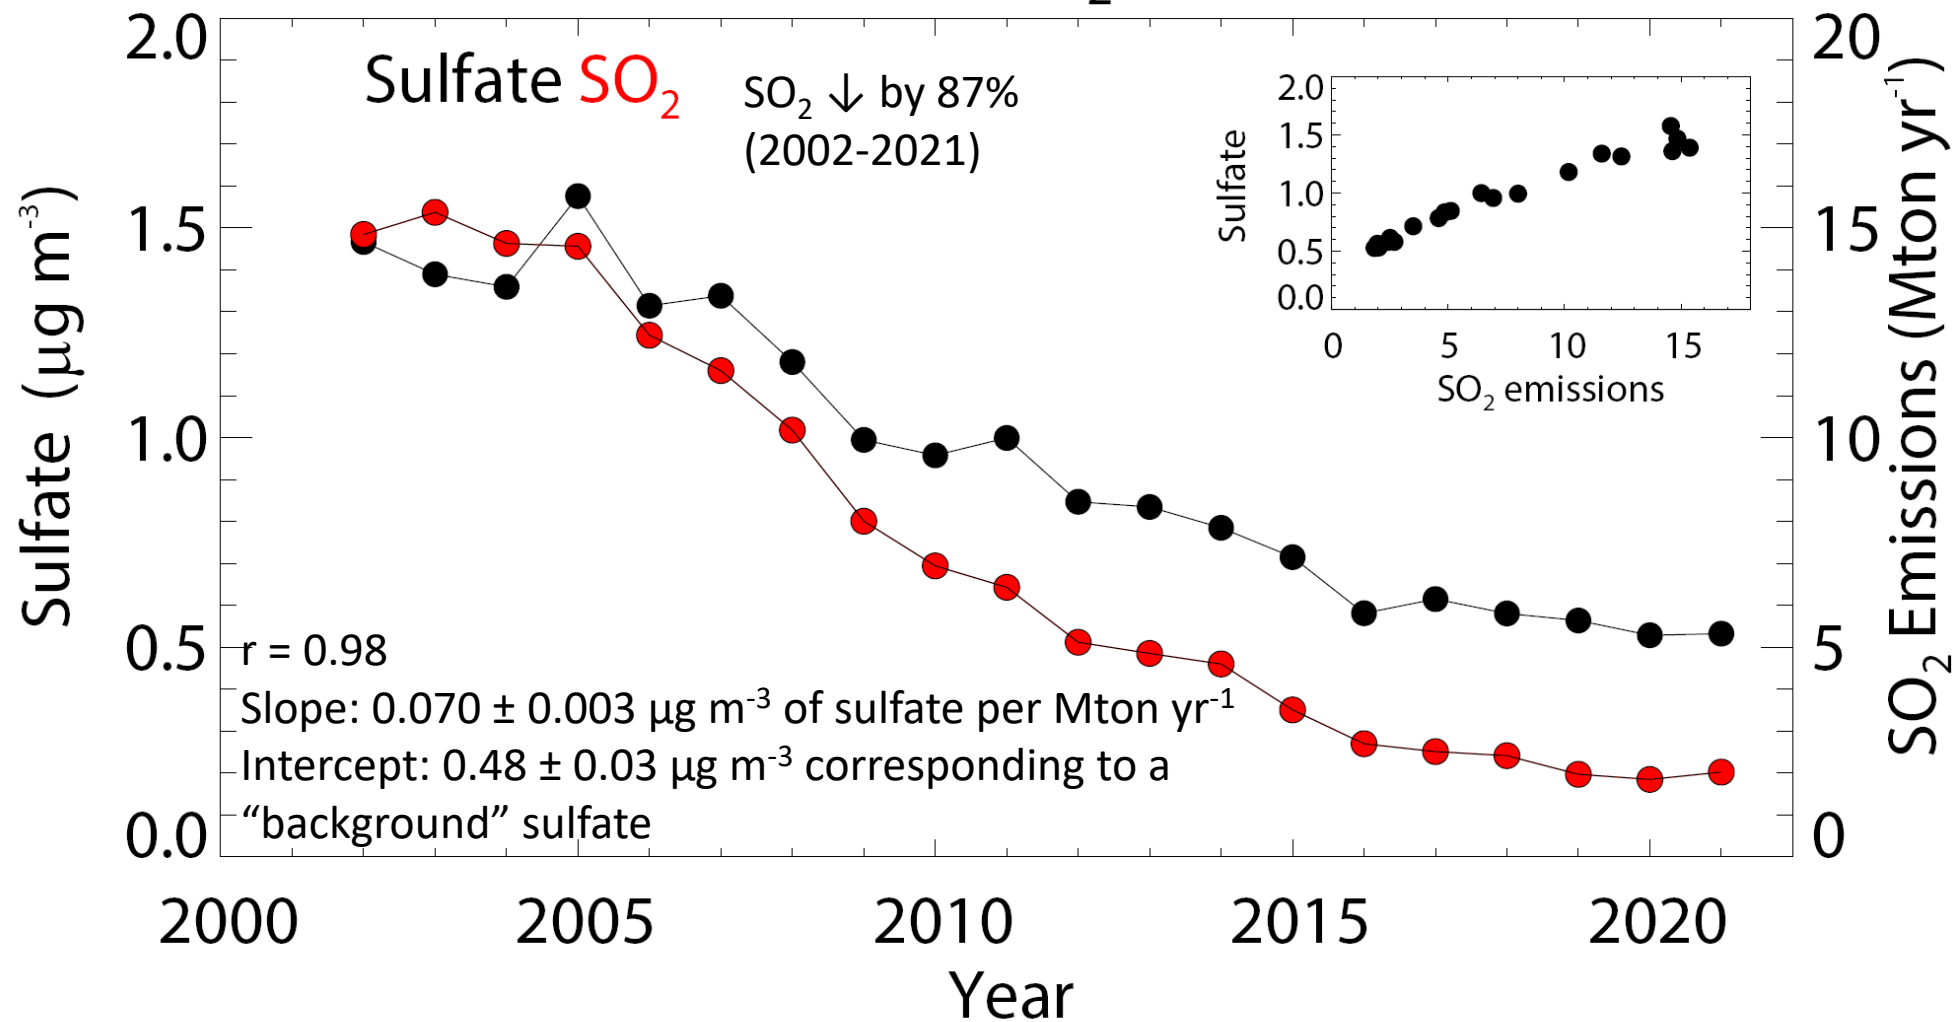 2
Sulfate SO₂
SO₂ ↓ by 87%
(2002-2021)
Sulfate (µg m⁻³)
2.0
1.5
1.0
0.5
0.0
SO₂ Emissions (Mton yr⁻¹)
20
15
10
5
0
Sulfate
2.0
1.5
1.0
0.5
0.0
0 5 10 15
SO₂ emissions
r = 0.98
Slope: 0.070 ± 0.003 µg m⁻³ of sulfate per Mton yr⁻¹
Intercept: 0.48 ± 0.03 µg m⁻³ corresponding to a
“background” sulfate
2000 2005 2010 2015 2020
Year